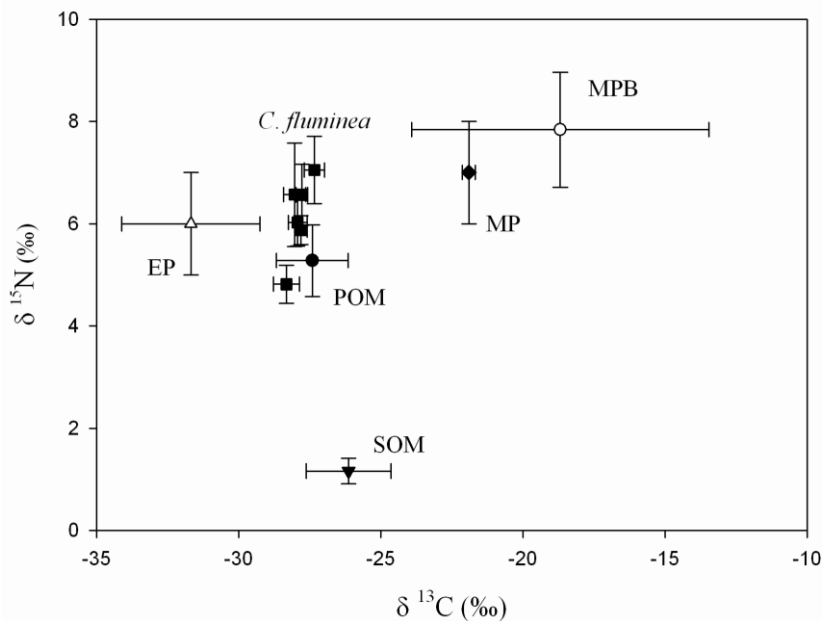 10
8
6
4
2
0
δ ¹⁵N (‰)
MPB
C. fluminea
MP
EP
POM
SOM
-35 -30 -25 -20 -15 -10
δ ¹³C (‰)